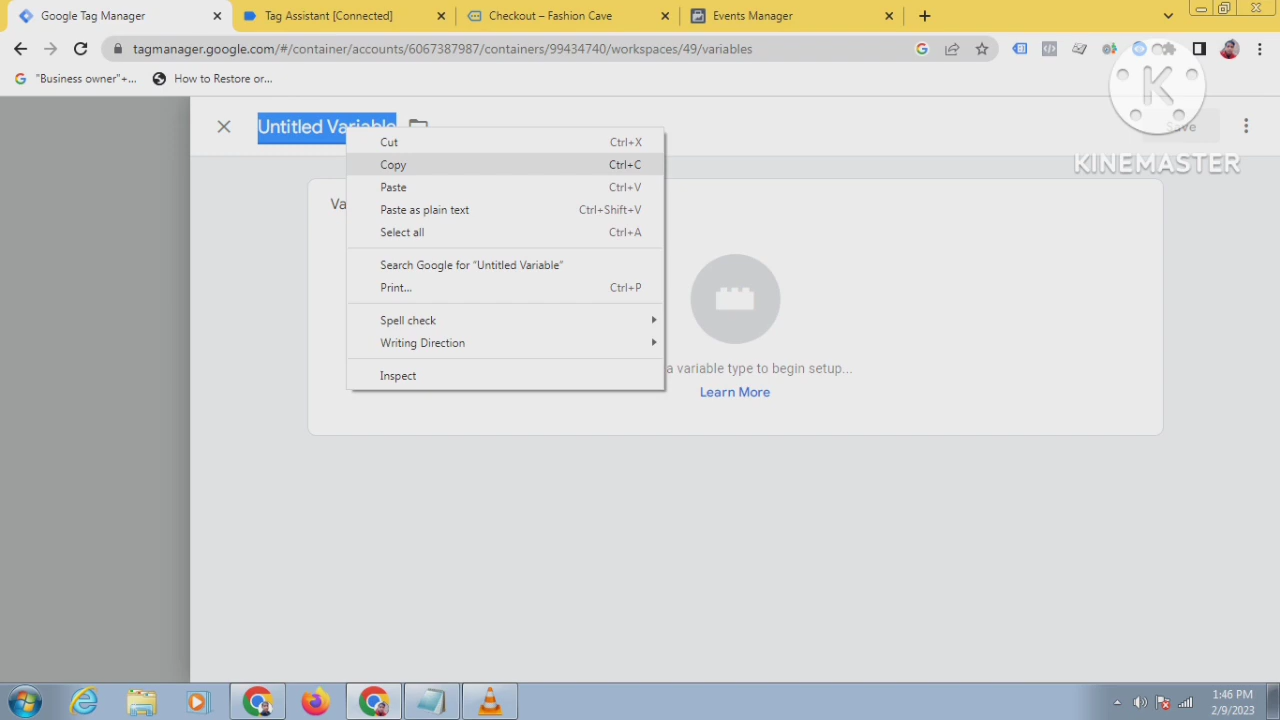 Google Tag Manager
Tag Assistant [Connected]
Checkout – Fashion Cave
Events Manager
tagmanager.google.com/#/container/accounts/6067387987/containers/99434740/workspaces/49/variables
"Business owner"+...
How to Restore or...
Untitled Variable
Save
KINEMASTER
Cut Ctrl+X
Copy Ctrl+C
Va
Paste Ctrl+V
Paste as plain text Ctrl+Shift+V
Select all Ctrl+A
Search Google for "Untitled Variable"
Print... Ctrl+P
Spell check
Writing Direction
Inspect
a variable type to begin setup...
Learn More
1:46 PM
2/9/2023